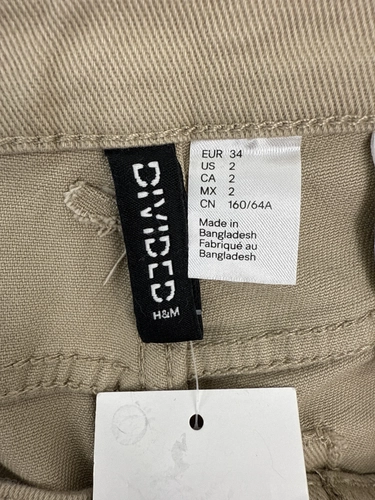 DIVIDED
H&M
EUR 34
US 2
CA 2
MX 2
CN 160/64A
Made in
Bangladesh
Fabriqué au
Bangladesh